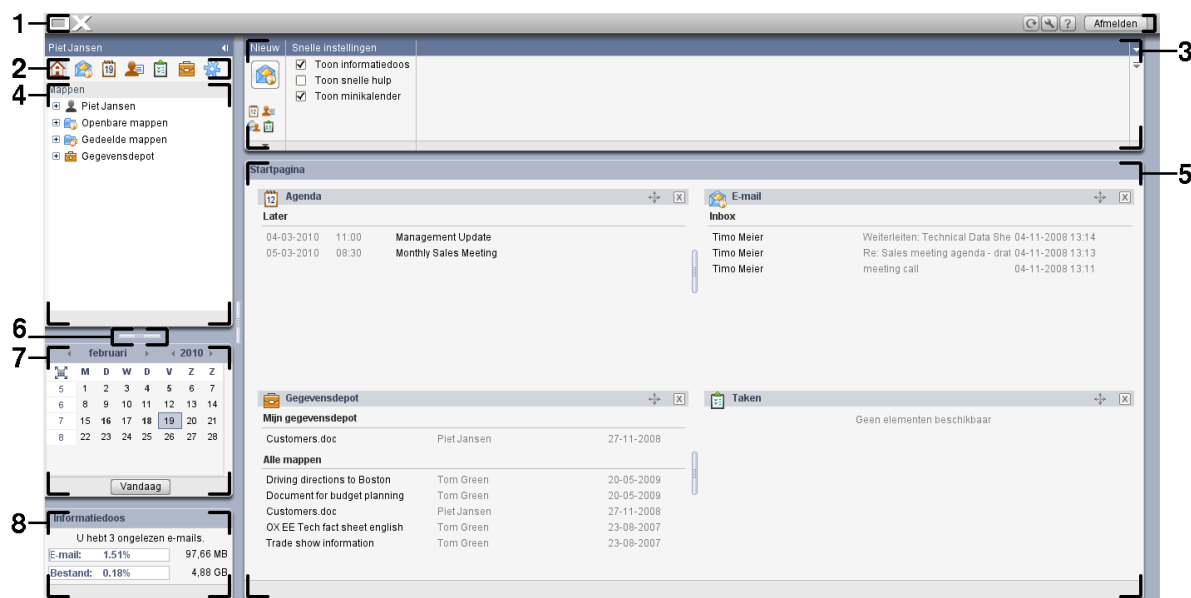 1
OX
Afmelden
Piet Jansen
Nieuw Snelle instellingen
3
2
19
Toon informatiedoos
Toon snelle hulp
Toon minikalender
12
4
Mappen
Piet Jansen
Openbare mappen
Gedeelde mappen
Gegevensdepot
Startpagina
5
12 Agenda
Later
04-03-2010 11:00 Management Update
05-03-2010 08:30 Monthly Sales Meeting
E-mail
Inbox
Timo Meier Weiterleiten: Technical Data She 04-11-2008 13:14
Timo Meier Re: Sales meeting agenda - drat 04-11-2008 13:13
Timo Meier meeting call 04-11-2008 13:11
6
7
februari 2010
M D W D V Z Z
5 1 2 3 4 5 6 7
6 8 9 10 11 12 13 14
7 15 16 17 18 19 20 21
8 22 23 24 25 26 27 28
Vandaag
Gegevensdepot
Mijn gegevensdepot
Customers.doc Piet Jansen 27-11-2008
Alle mappen
Driving directions to Boston Tom Green 20-05-2009
Document for budget planning Tom Green 20-05-2009
Customers.doc Piet Jansen 27-11-2008
OX EE Tech fact sheet english Tom Green 23-08-2007
Trade show information Tom Green 23-08-2007
Taken
Geen elementen beschikbaar
8
Informatiedoos
U hebt 3 ongelezen e-mails.
E-mail: 1.51% 97,66 MB
Bestand: 0.18% 4,88 GB